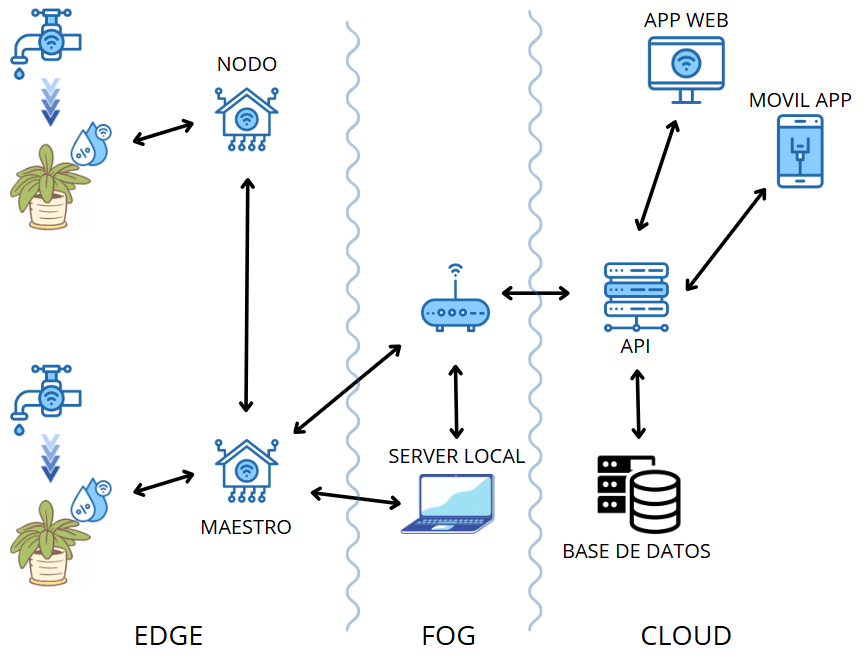 APP WEB
NODO
MOVIL APP
%
API
SERVER LOCAL
%
MAESTRO
BASE DE DATOS
EDGE
FOG
CLOUD